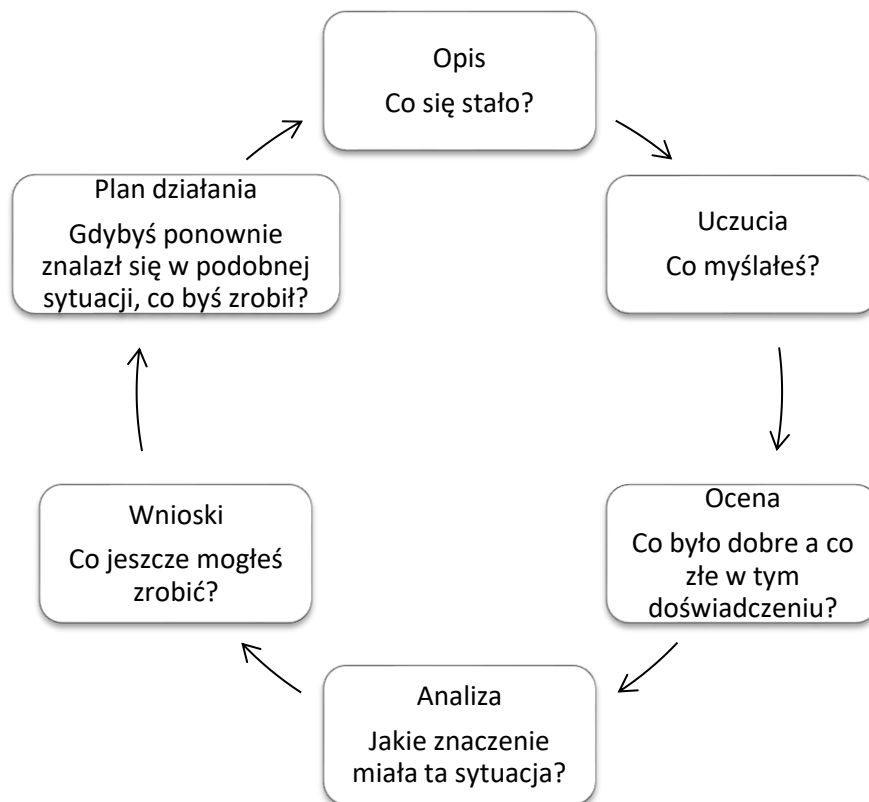 Opis
Co się stało?
Uczucia
Co myślałeś?
Ocena
Co było dobre a co
złe w tym
doświadczeniu?
Analiza
Jakie znaczenie
miała ta sytuacja?
Wnioski
Co jeszcze mogłeś
zrobić?
Plan działania
Gdybyś ponownie
znalazł się w podobnej
sytuacji, co byś zrobił?